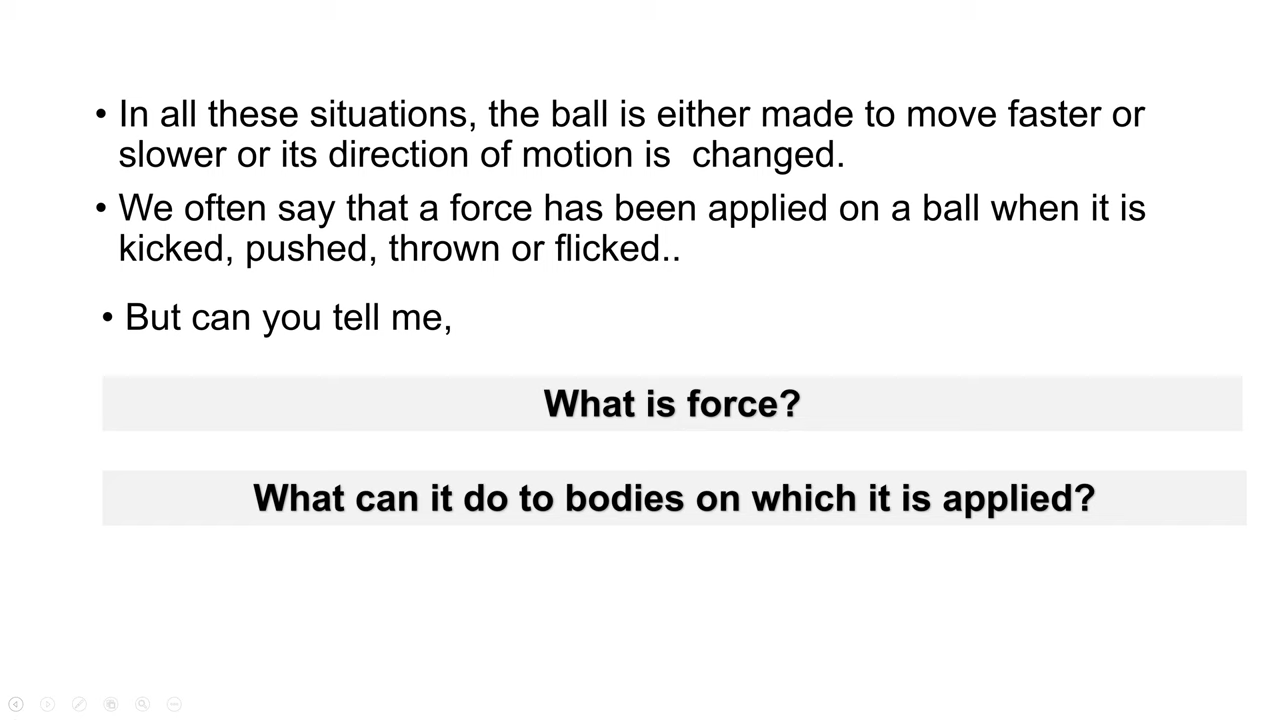 • In all these situations, the ball is either made to move faster or
slower or its direction of motion is  changed.
• We often say that a force has been applied on a ball when it is
kicked, pushed, thrown or flicked..
• But can you tell me,
What is force?
What can it do to bodies on which it is applied?